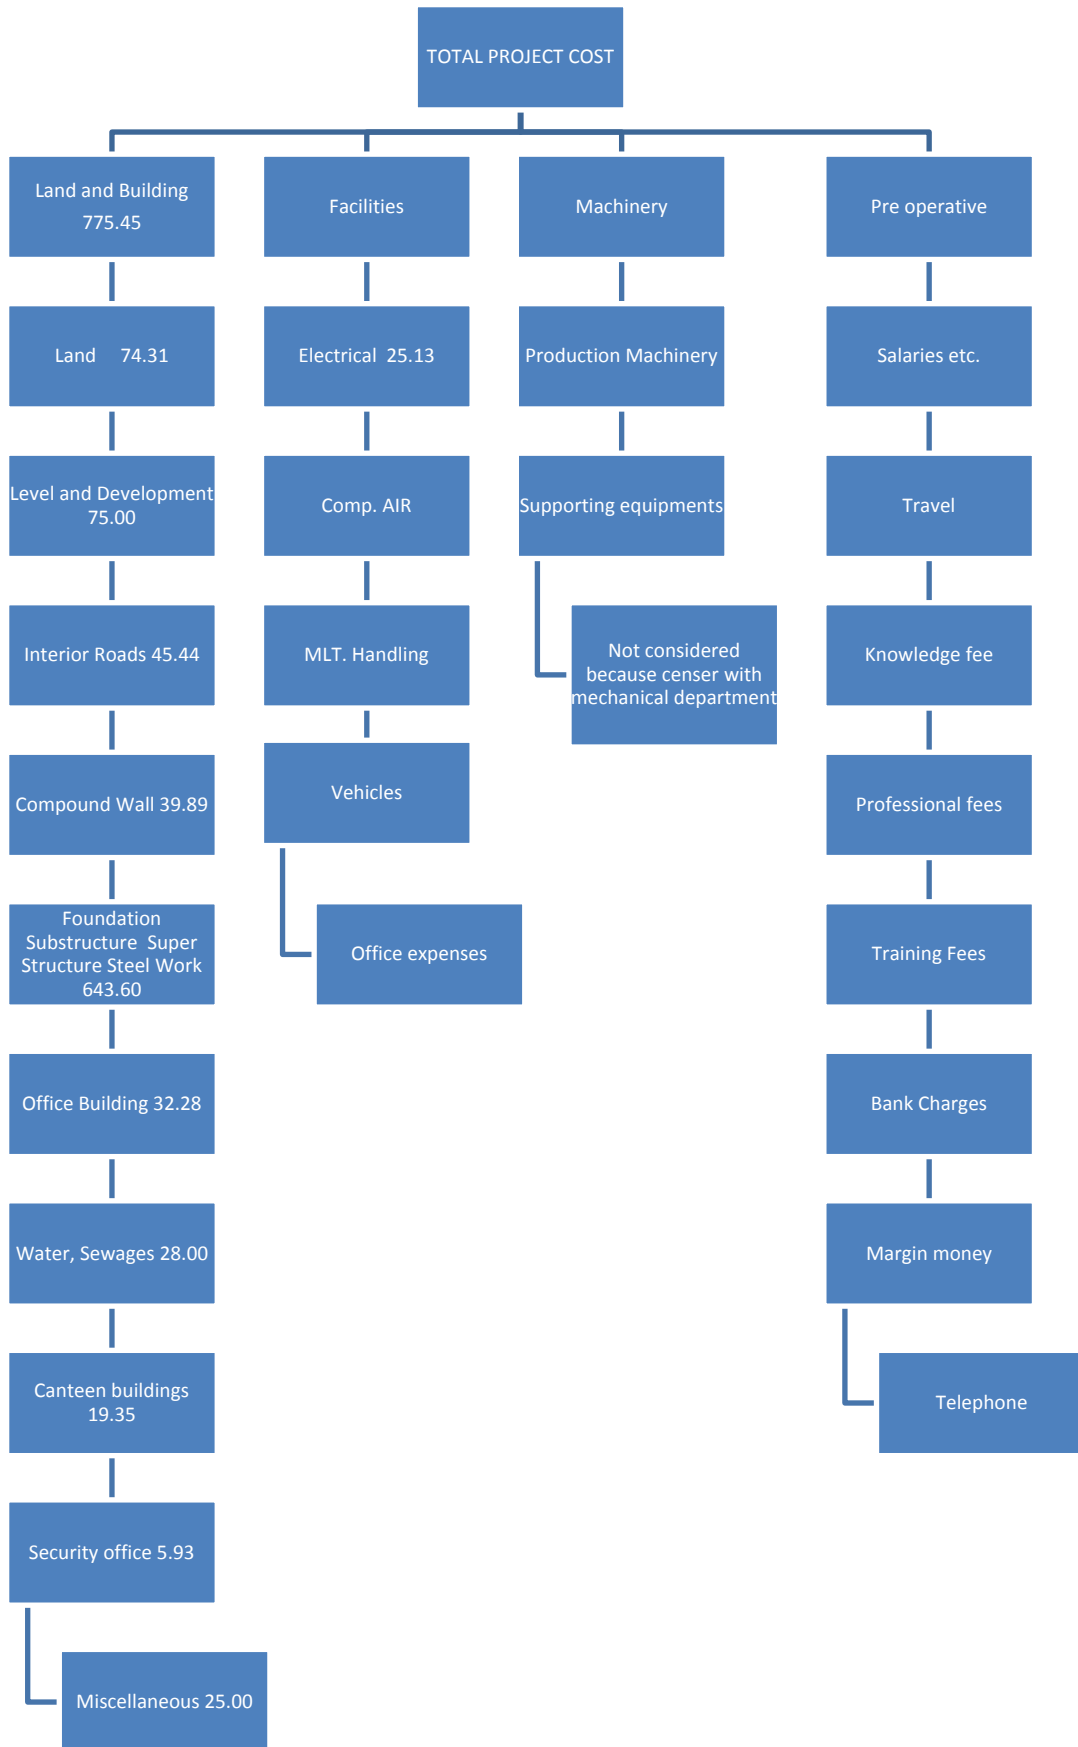 TOTAL PROJECT COST
Land and Building
775.45
Land 74.31
Level and Development
75.00
Interior Roads 45.44
Compound Wall 39.89
Foundation
Substructure Super
Structure Steel Work
643.60
Office Building 32.28
Water, Sewages 28.00
Canteen buildings
19.35
Security office 5.93
Miscellaneous 25.00
Facilities
Electrical 25.13
Comp. AIR
MLT. Handling
Vehicles
Office expenses
Machinery
Production Machinery
Supporting equipments
Not considered
because censer with
mechanical department
Pre operative
Salaries etc.
Travel
Knowledge fee
Professional fees
Training Fees
Bank Charges
Margin money
Telephone